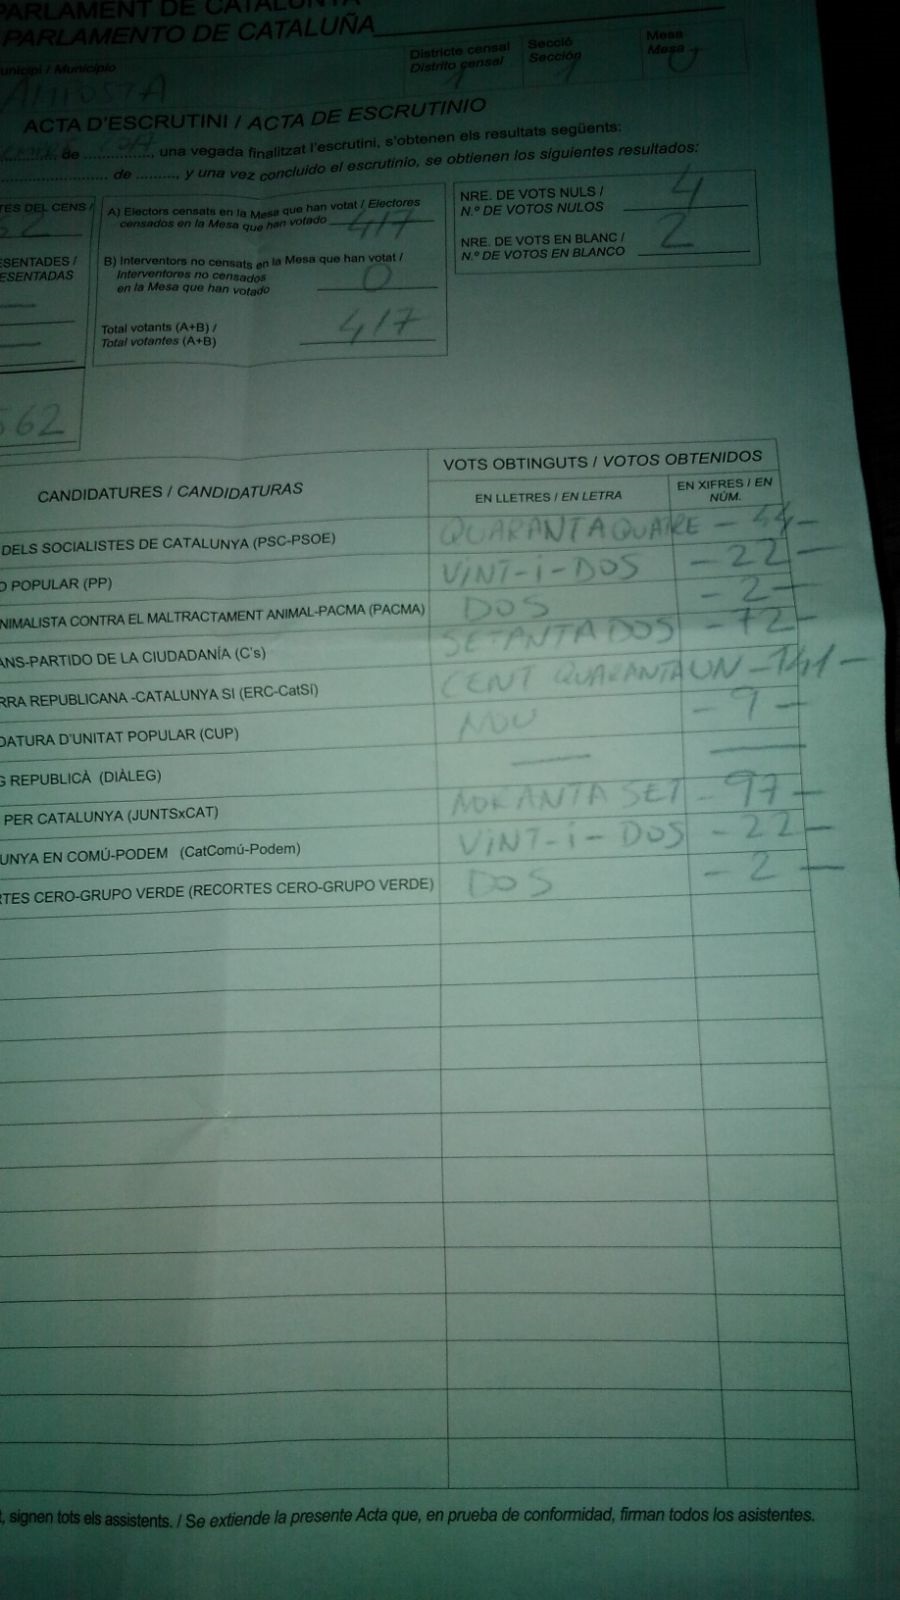 PARLAMENT DE CATALUNYA
PARLAMENTO DE CATALUÑA
Municipi / Municipio
AMPOSTA
Districte censal
Distrito censal
1
Secció
Sección
1
Mesa
Mesa
U
ACTA D'ESCRUTINI / ACTA DE ESCRUTINIO
de ..............., una vegada finalitzat l'escrutini, s'obtenen els resultats següents:
........................ de ........., y una vez concluido el escrutinio, se obtienen los siguientes resultados:
TES DEL CENS /
62
ESENTADES /
ESENTADAS
562
A) Electors censats en la Mesa que han votat / Electores
censados en la Mesa que han votado 417
B) Interventors no censats en la Mesa que han votat /
Interventores no censados
en la Mesa que han votado 0
Total votants (A+B) /
Total votantes (A+B) 417
NRE. DE VOTS NULS /
N.º DE VOTOS NULOS 4
NRE. DE VOTS EN BLANC /
N.º DE VOTOS EN BLANCO 2
CANDIDATURES / CANDIDATURAS
VOTS OBTINGUTS / VOTOS OBTENIDOS
EN LLETRES / EN LETRA
EN XIFRES / EN
NÚM.
DELS SOCIALISTES DE CATALUNYA (PSC-PSOE) QUARANTAQUATRE - 44 -
O POPULAR (PP) VINT-I-DOS - 22 -
NIMALISTA CONTRA EL MALTRACTAMENT ANIMAL-PACMA (PACMA) DOS - 2 -
ANS-PARTIDO DE LA CIUDADANÍA (C's) SETANTA DOS - 72 -
RRA REPUBLICANA -CATALUNYA SI (ERC-CatSí) CENT QUARANTA UN - 141 -
DATURA D'UNITAT POPULAR (CUP) NOU - 9 -
G REPUBLICÀ (DIÀLEG) — —
PER CATALUNYA (JUNTSxCAT) NORANTA SET - 97 -
UNYA EN COMÚ-PODEM (CatComú-Podem) VINT-I-DOS - 22 -
RTES CERO-GRUPO VERDE (RECORTES CERO-GRUPO VERDE) DOS - 2 -
t, signen tots els assistents. / Se extiende la presente Acta que, en prueba de conformidad, firman todos los asistentes.